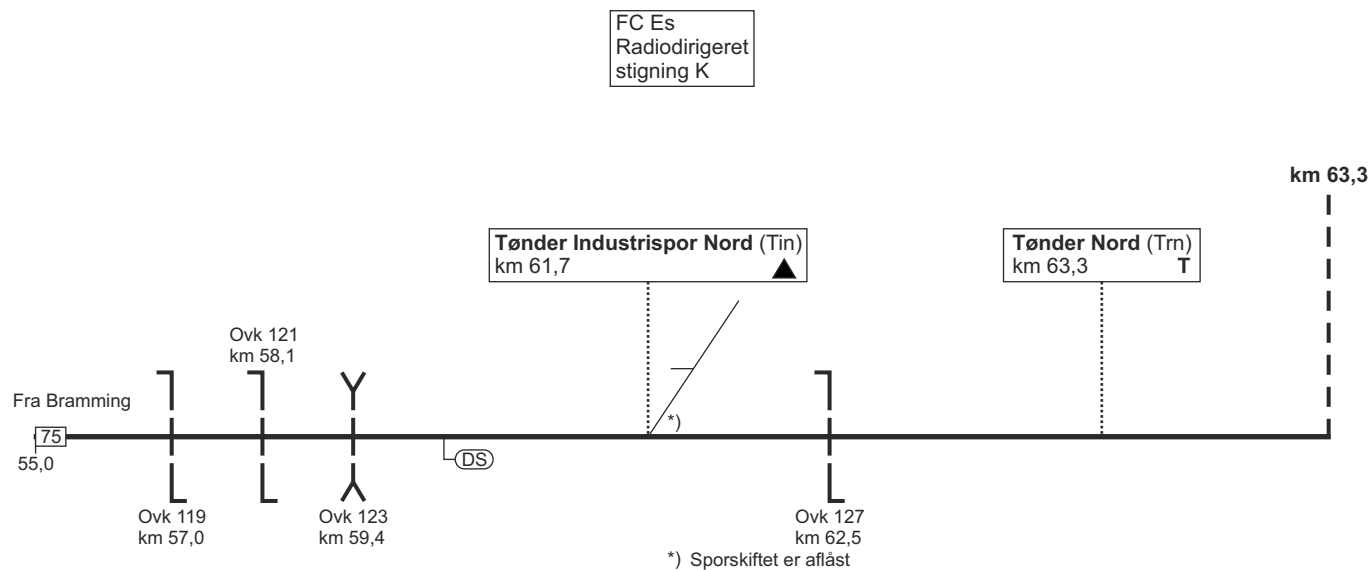 FC Es
Radiodirigeret
stigning K
km 63,3
Tønder Industrispor Nord (Tin)
km 61,7
Tønder Nord (Trn)
km 63,3 T
Ovk 121
km 58,1
Fra Bramming
75
55,0
*)
DS
Ovk 119
km 57,0
Ovk 123
km 59,4
Ovk 127
km 62,5
*) Sporskiftet er aflåst